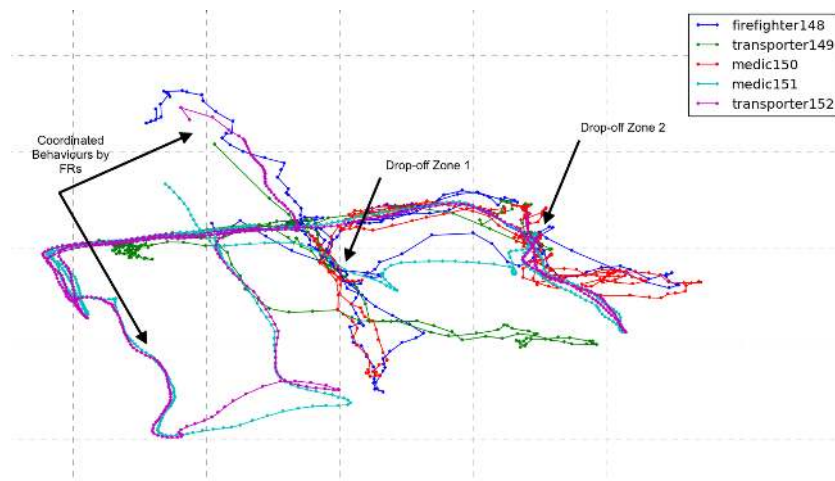 firefighter148
transporter149
medic150
medic151
transporter152
Coordinated
Behaviours by
FRs
Drop-off Zone 1
Drop-off Zone 2